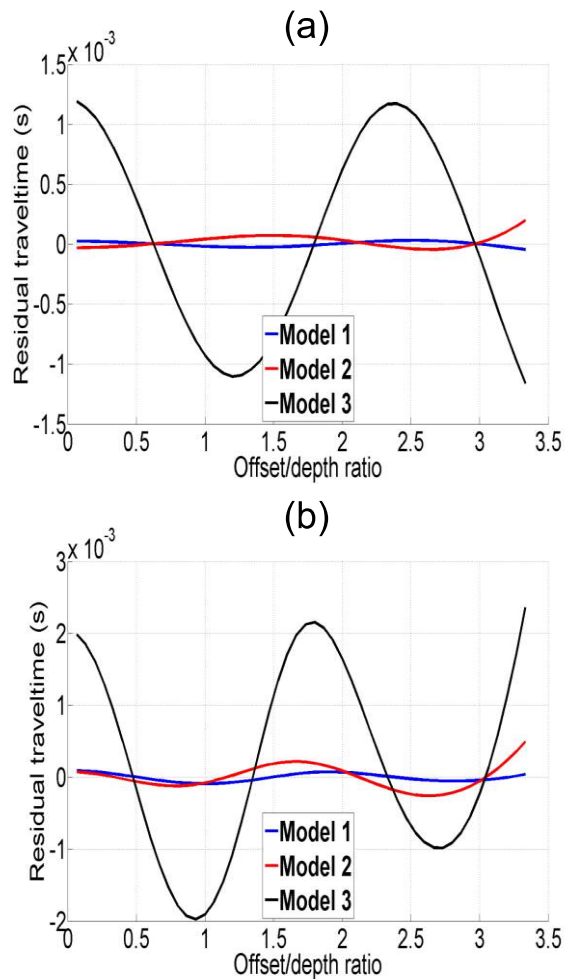 (a)
× 10^-3
1.5
1
0.5
0
-0.5
-1
-1.5
Residual traveltime (s)
Model 1
Model 2
Model 3
0 0.5 1 1.5 2 2.5 3 3.5
Offset/depth ratio
(b)
× 10^-3
3
2
1
0
-1
-2
Residual traveltime (s)
Model 1
Model 2
Model 3
0 0.5 1 1.5 2 2.5 3 3.5
Offset/depth ratio